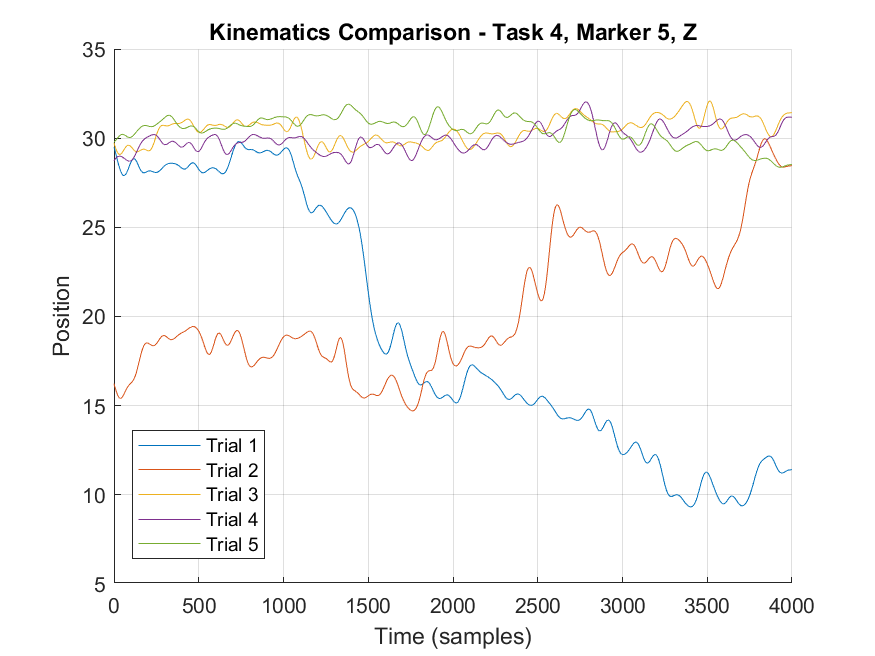 Kinematics Comparison - Task 4, Marker 5, Z
35
30
25
20
15
10
5
Position
Trial 1
Trial 2
Trial 3
Trial 4
Trial 5
0 500 1000 1500 2000 2500 3000 3500 4000
Time (samples)